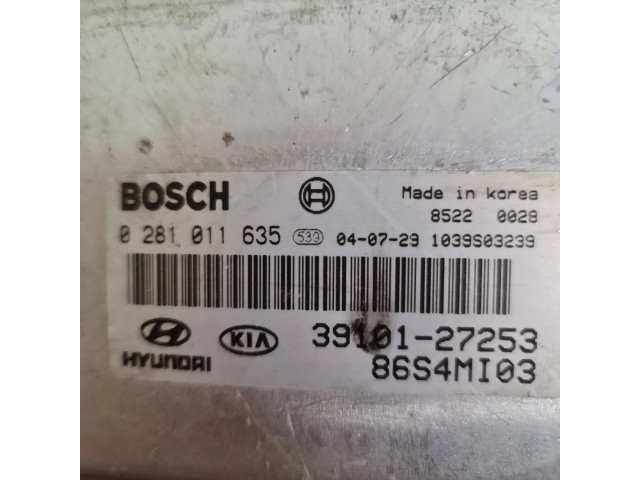 BOSCH Made in korea
8522 0028
0 281 011 635 539 04-07-29 1039S03239
HYUNDAI KIA 39101-27253
86S4MI03